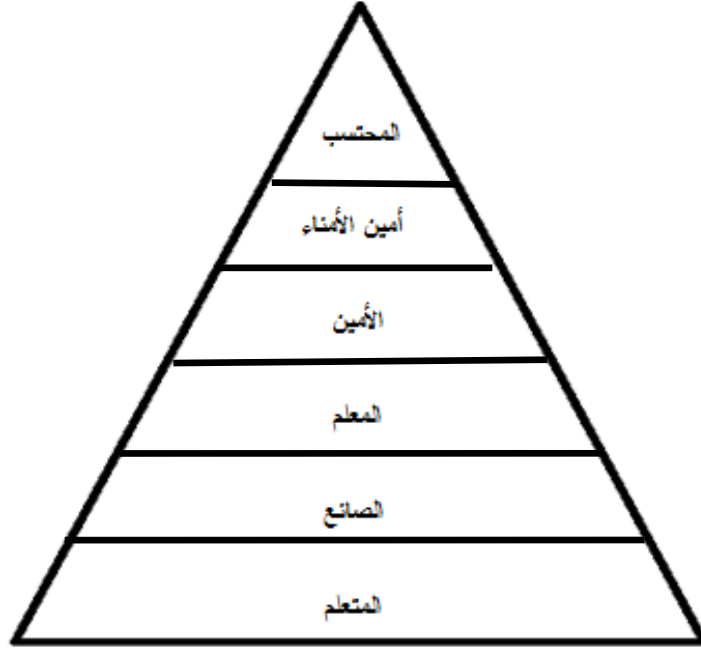 المحتسب
أمين الأمناء
الأمين
المعلم
الصانع
المتعلم